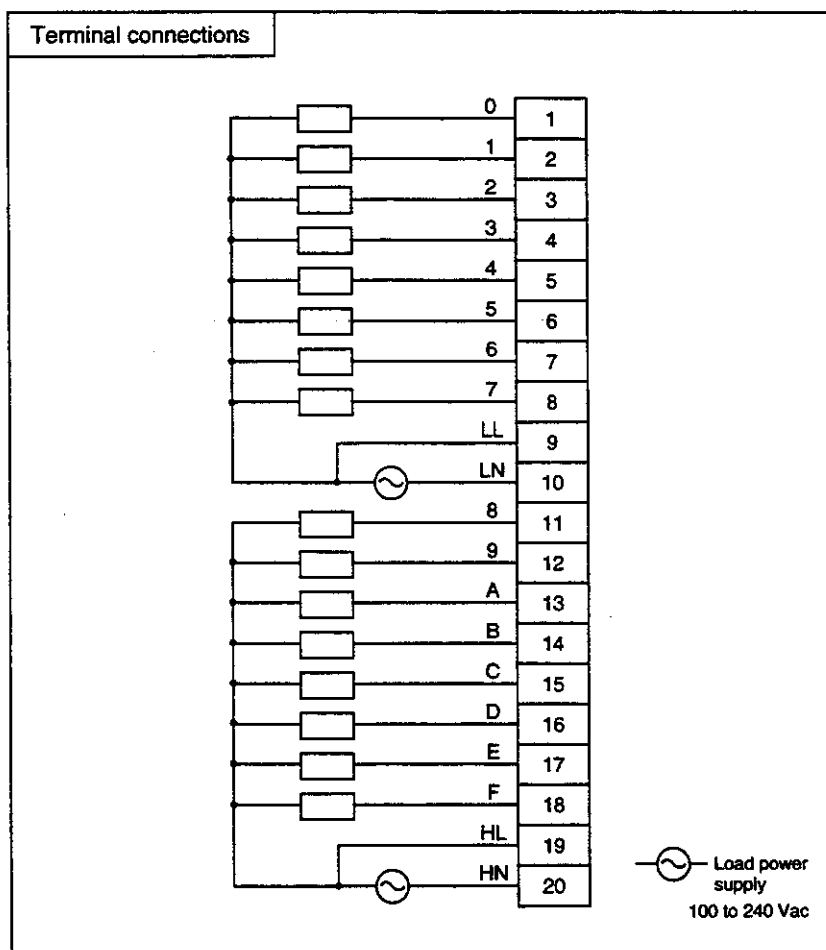 Terminal connections
0 1
1 2
2 3
3 4
4 5
5 6
6 7
7 8
LL 9
LN 10
8 11
9 12
A 13
B 14
C 15
D 16
E 17
F 18
HL 19
HN 20
Load power
supply
100 to 240 Vac